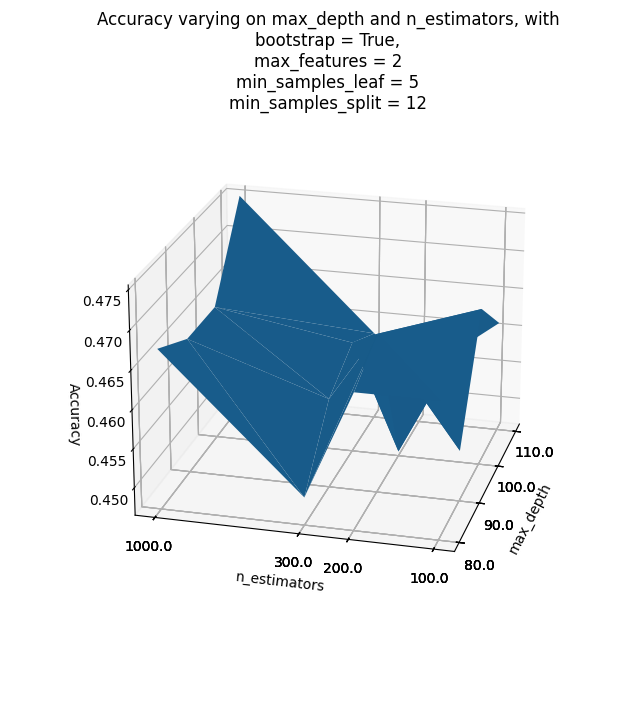 Accuracy varying on max_depth and n_estimators, with
bootstrap = True,
max_features = 2
min_samples_leaf = 5
min_samples_split = 12
0.475
0.470
0.465
0.460
0.455
0.450
Accuracy
1000.0
300.0
200.0
100.0
n_estimators
80.0
90.0
100.0
110.0
max_depth